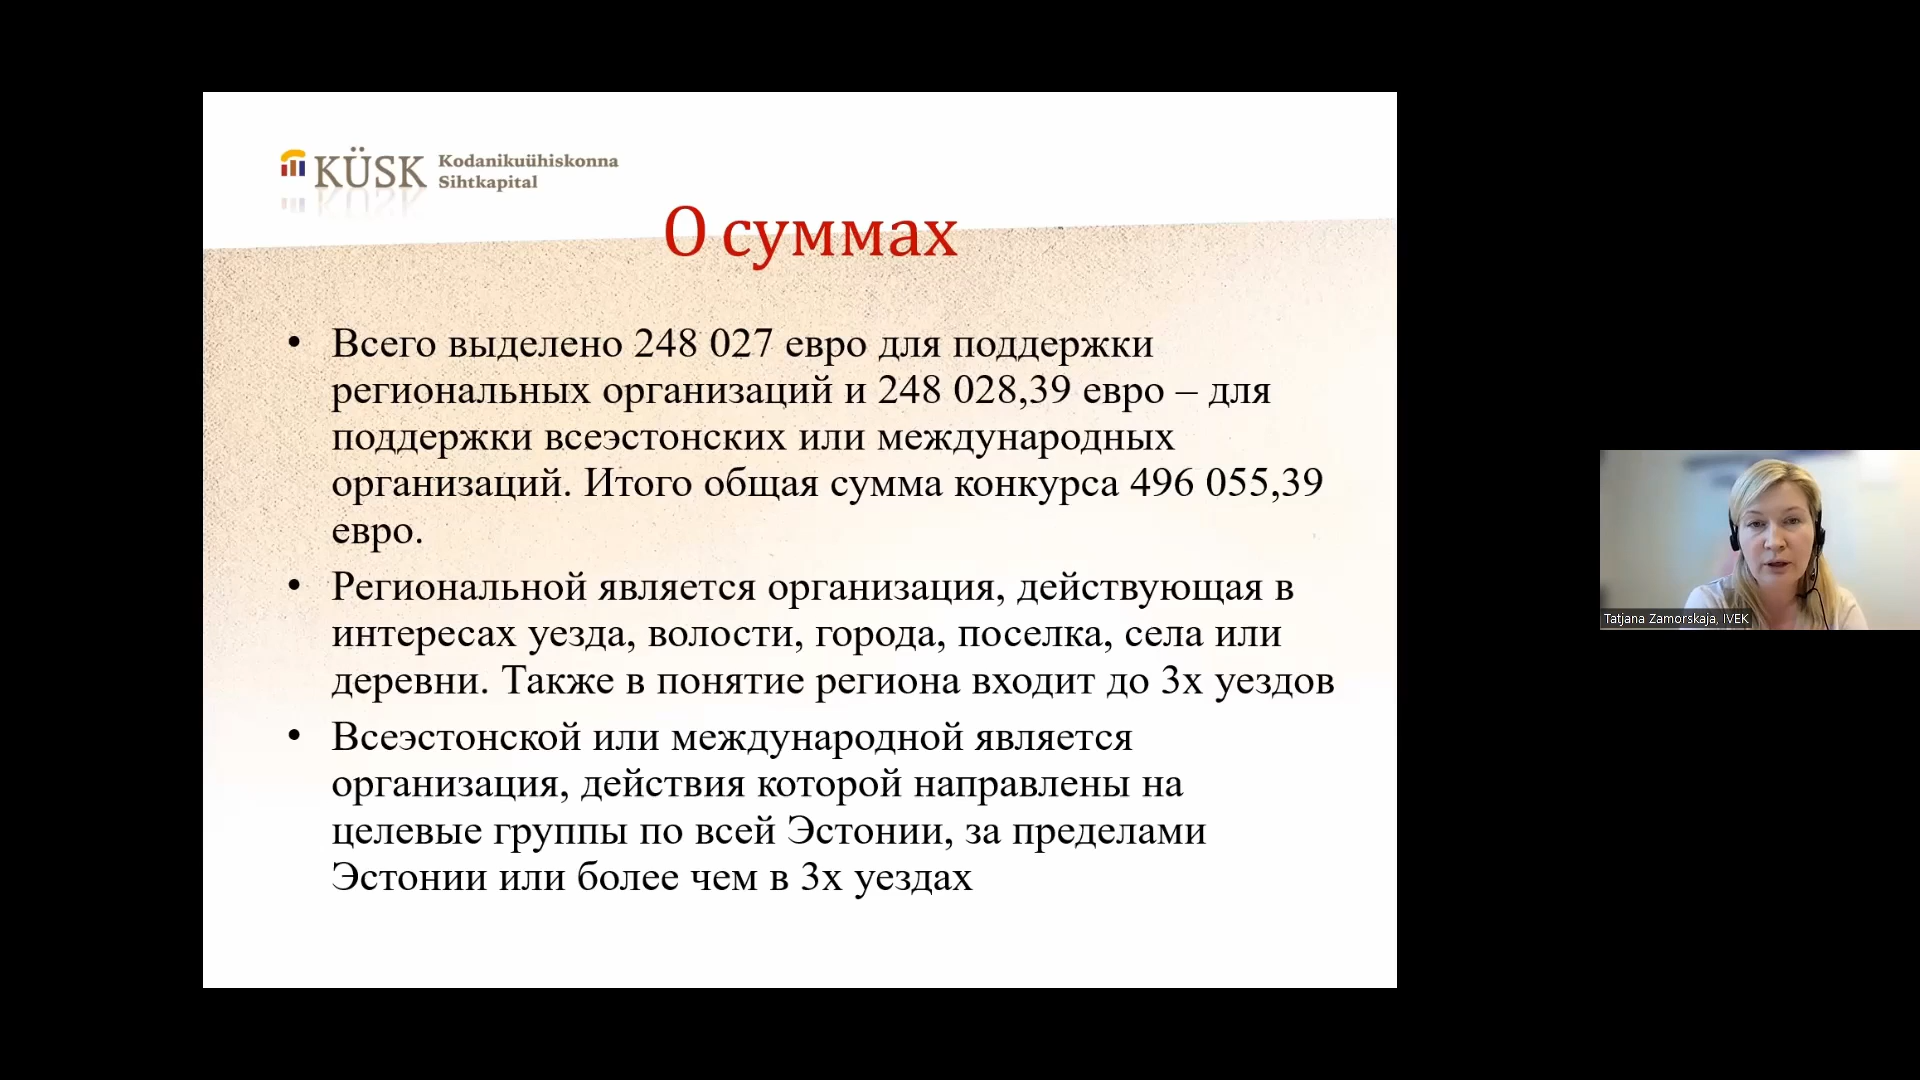 KÜSK Kodanikuühiskonna
Sihtkapital
О суммах
• Всего выделено 248 027 евро для поддержки
региональных организаций и 248 028,39 евро – для
поддержки всеэстонских или международных
организаций. Итого общая сумма конкурса 496 055,39
евро.
• Региональной является организация, действующая в
интересах уезда, волости, города, поселка, села или
деревни. Также в понятие региона входит до 3х уездов
• Всеэстонской или международной является
организация, действия которой направлены на
целевые группы по всей Эстонии, за пределами
Эстонии или более чем в 3х уездах
Tatjana Zamorskaja, IVEK